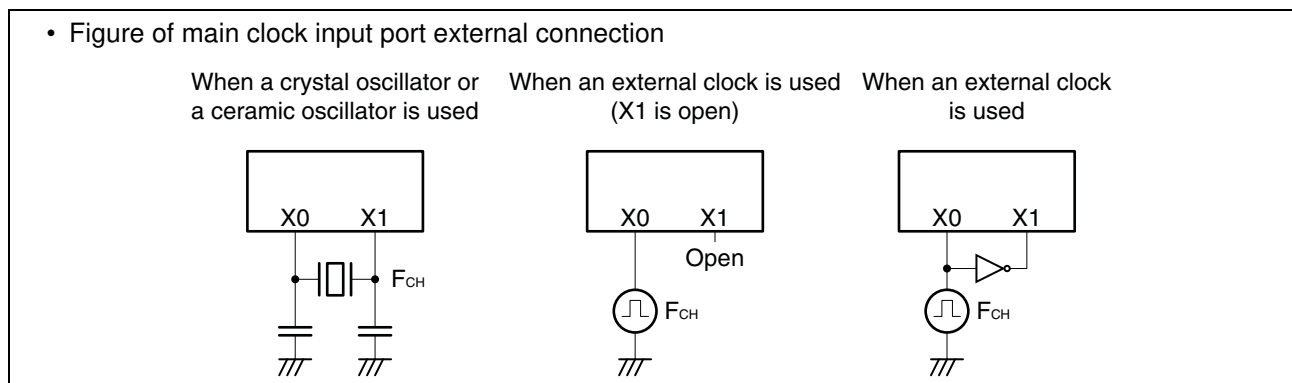 • Figure of main clock input port external connection
When a crystal oscillator or
a ceramic oscillator is used
When an external clock is used
(X1 is open)
When an external clock
is used
X0 X1
FCH
X0 X1
Open
FCH
X0 X1
FCH